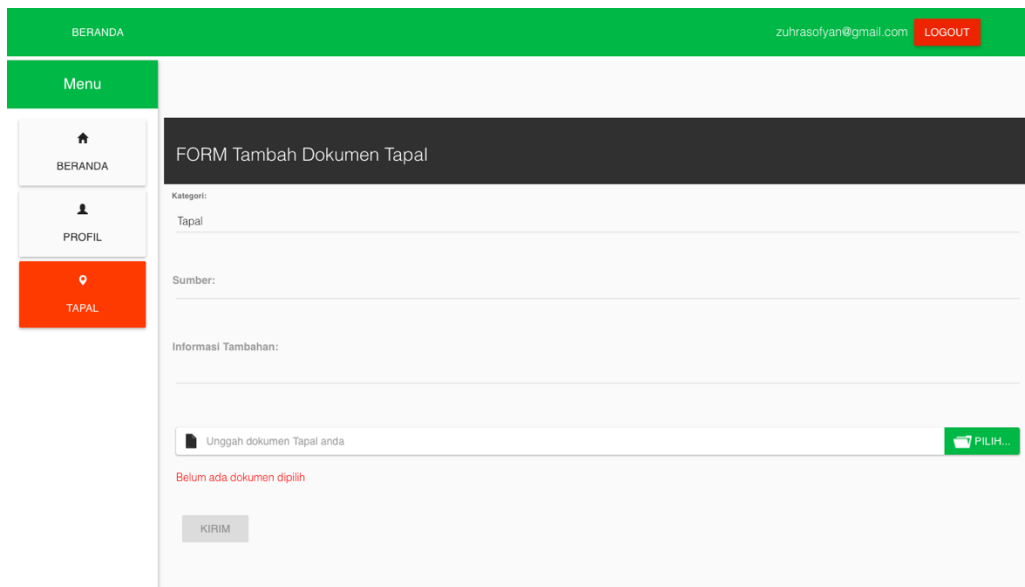 BERANDA
zuhrasofyan@gmail.com LOGOUT
Menu
BERANDA
PROFIL
TAPAL
FORM Tambah Dokumen Tapal
Kategori:
Tapal
Sumber:
Informasi Tambahan:
Unggah dokumen Tapal anda
PILIH...
Belum ada dokumen dipilih
KIRIM